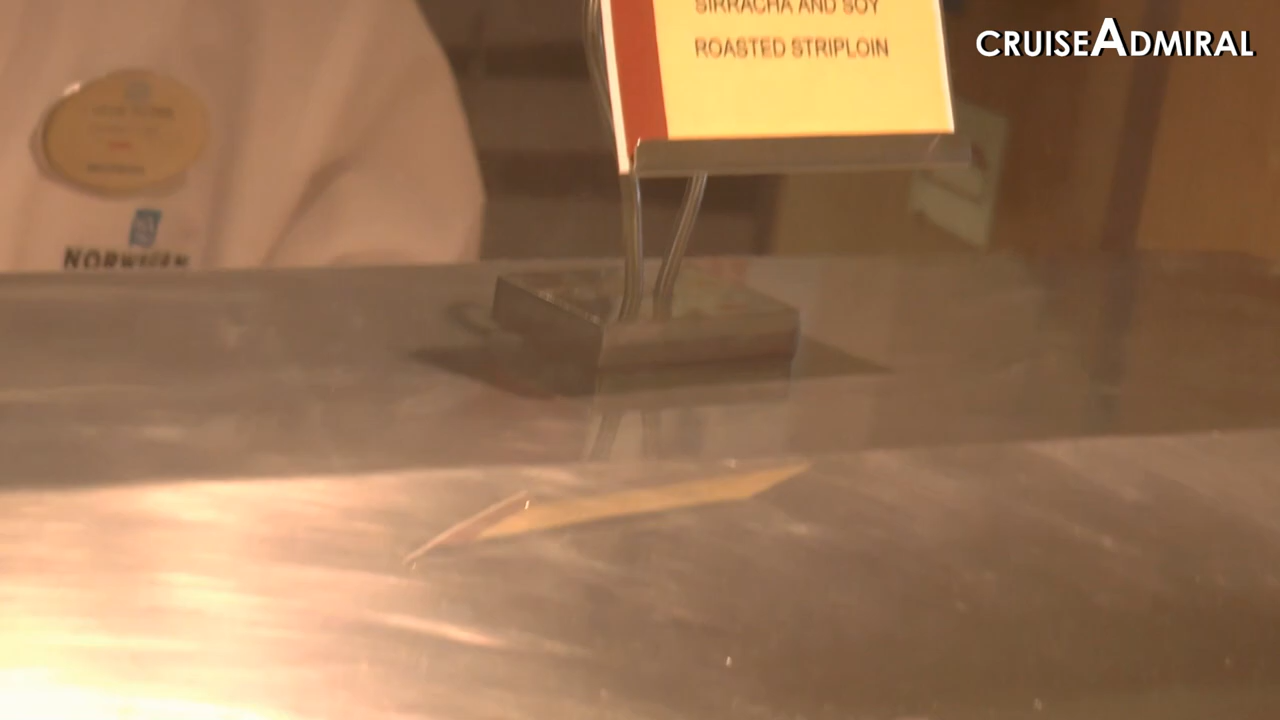 CRUISEADMIRAL
SIRRACHA AND SOY
ROASTED STRIPLOIN
NORWEGIAN